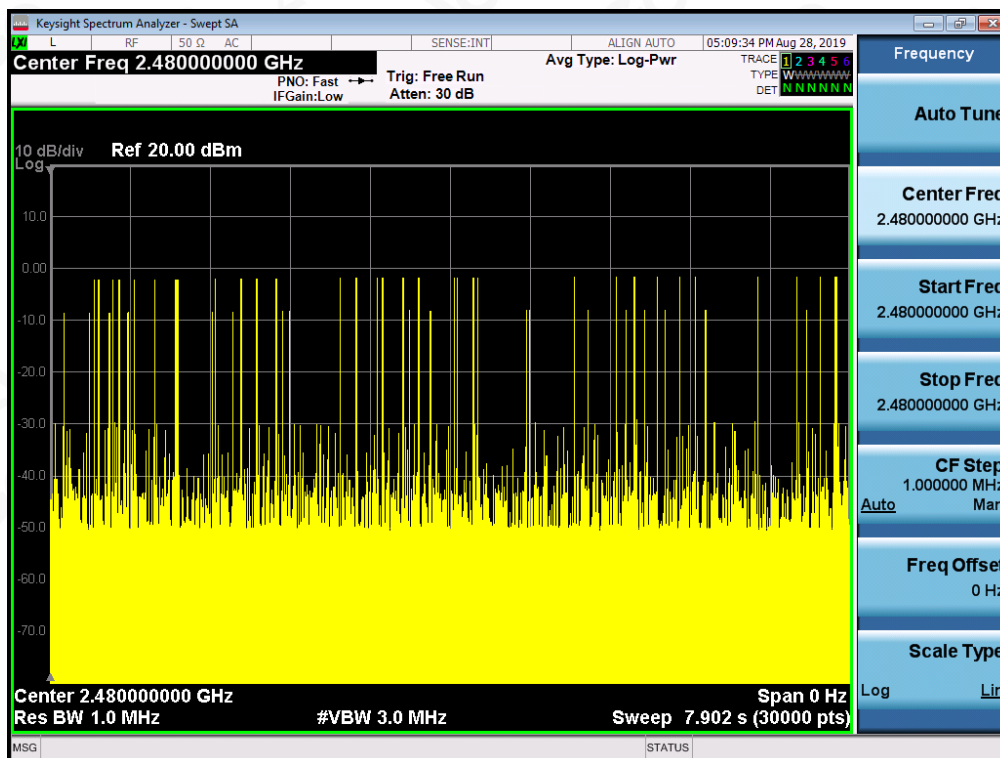 Keysight Spectrum Analyzer - Swept SA
LXI L RF 50 Ω AC SENSE:INT ALIGN AUTO 05:09:34 PM Aug 28, 2019
Center Freq 2.480000000 GHz
PNO: Fast
IFGain:Low
Trig: Free Run
Atten: 30 dB
Avg Type: Log-Pwr
TRACE 1 2 3 4 5 6
TYPE WWWWWW
DET N N N N N N
10 dB/div Ref 20.00 dBm
Log
10.0
0.00
-10.0
-20.0
-30.0
-40.0
-50.0
-60.0
-70.0
Center 2.480000000 GHz Span 0 Hz
Res BW 1.0 MHz #VBW 3.0 MHz Sweep 7.902 s (30000 pts)
MSG STATUS
Frequency
Auto Tune
Center Freq
2.480000000 GHz
Start Freq
2.480000000 GHz
Stop Freq
2.480000000 GHz
CF Step
1.000000 MHz
Auto Man
Freq Offset
0 Hz
Scale Type
Log Lin